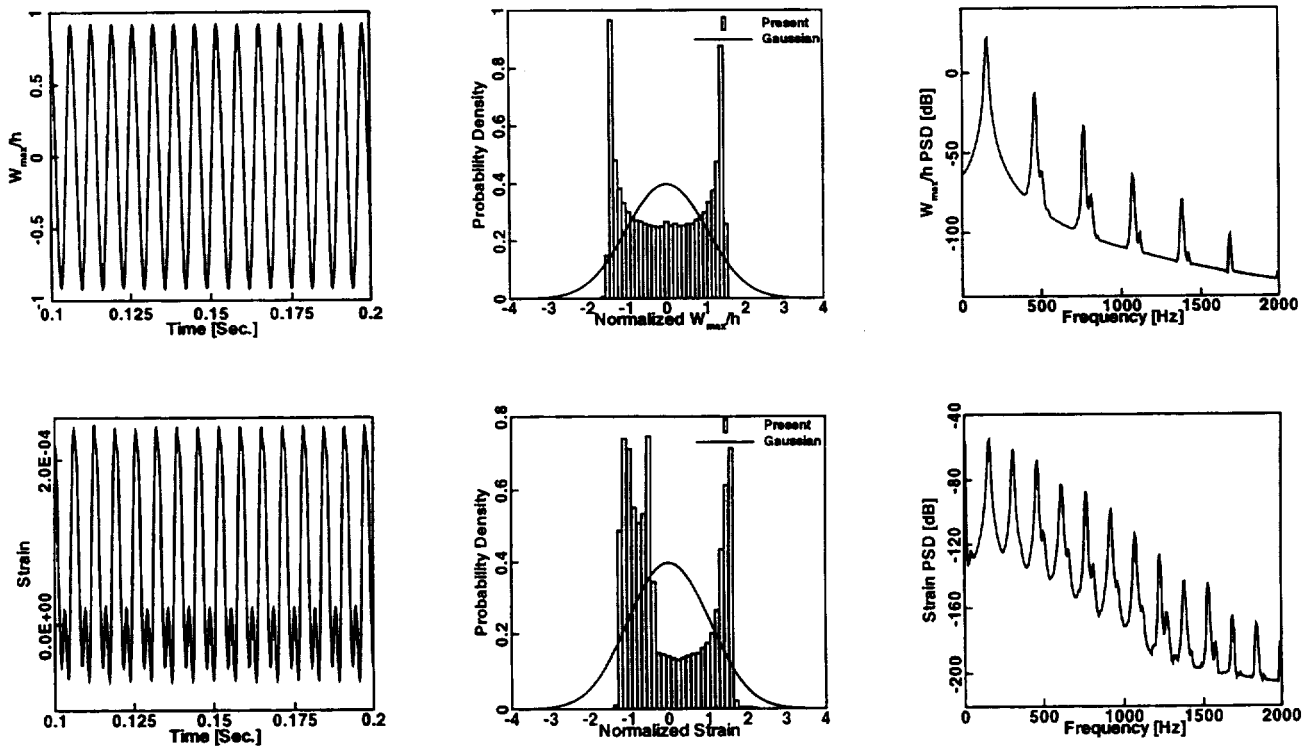 1
0.5
0
-0.5
-1
W_max/h
0.1 0.125 0.15 0.175 0.2
Time [Sec.]
1
0.8
0.6
0.4
0.2
0
Probability Density
Present
Gaussian
-4 -3 -2 -1 0 1 2 3 4
Normalized W_max/h
0
-50
-100
W_max/h PSD [dB]
0 500 1000 1500 2000
Frequency [Hz]
2.0E-04
0.0E+00
Strain
0.1 0.125 0.15 0.175 0.2
Time [Sec.]
0.8
0.6
0.4
0.2
0
Probability Density
Present
Gaussian
-4 -3 -2 -1 0 1 2 3 4
Normalized Strain
-40
-80
-120
-160
-200
Strain PSD [dB]
0 500 1000 1500 2000
Frequency [Hz]